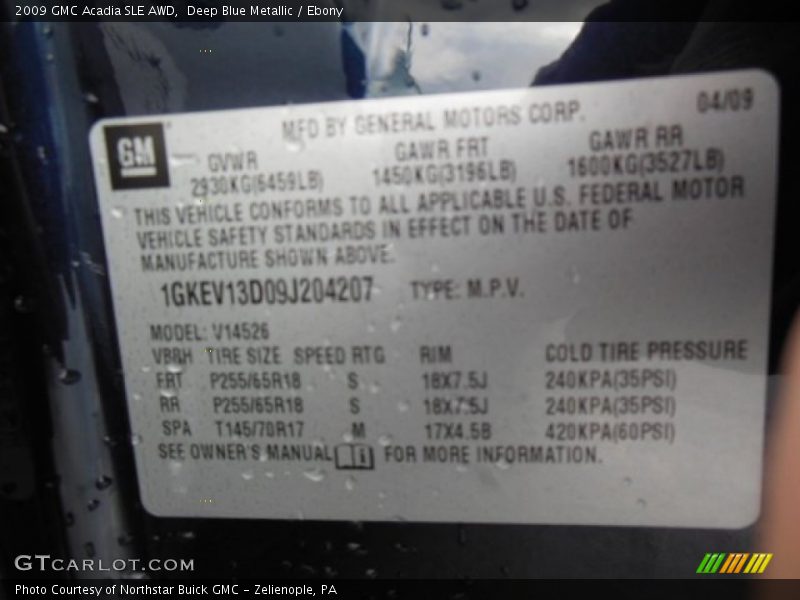 2009 GMC Acadia SLE AWD, Deep Blue Metallic / Ebony
MFD BY GENERAL MOTORS CORP. 04/09
GM
GVWR GAWR FRT GAWR RR
2930KG(6459LB) 1450KG(3196LB) 1600KG(3527LB)
THIS VEHICLE CONFORMS TO ALL APPLICABLE U.S. FEDERAL MOTOR
VEHICLE SAFETY STANDARDS IN EFFECT ON THE DATE OF
MANUFACTURE SHOWN ABOVE.
1GKEV13D09J204207 TYPE: M.P.V.
MODEL: V14526
VBBH TIRE SIZE SPEED RTG RIM COLD TIRE PRESSURE
FRT P255/65R18 S 18X7.5J 240KPA(35PSI)
RR P255/65R18 S 18X7.5J 240KPA(35PSI)
SPA T145/70R17 M 17X4.5B 420KPA(60PSI)
SEE OWNER'S MANUAL FOR MORE INFORMATION.
GTCARLOT.COM
Photo Courtesy of Northstar Buick GMC - Zelienople, PA